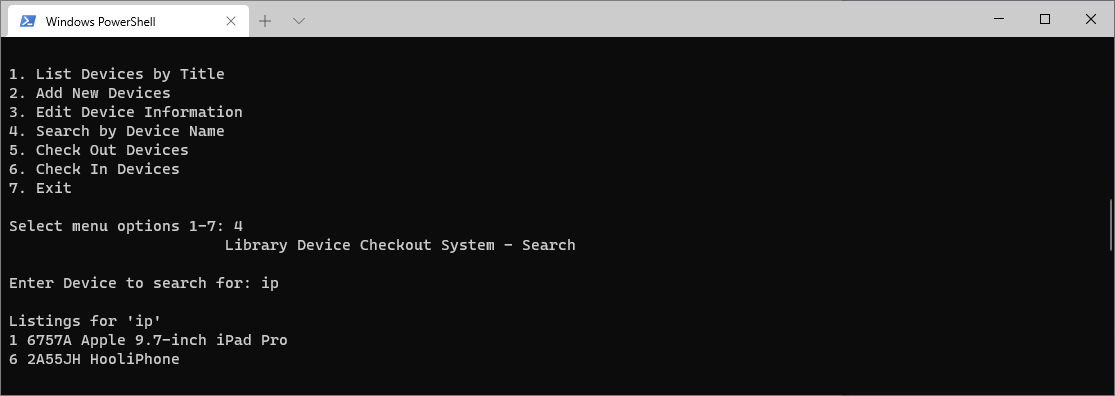 Windows PowerShell
1. List Devices by Title
2. Add New Devices
3. Edit Device Information
4. Search by Device Name
5. Check Out Devices
6. Check In Devices
7. Exit
Select menu options 1-7: 4
Library Device Checkout System - Search
Enter Device to search for: ip
Listings for 'ip'
1 6757A Apple 9.7-inch iPad Pro
6 2A55JH HooliPhone